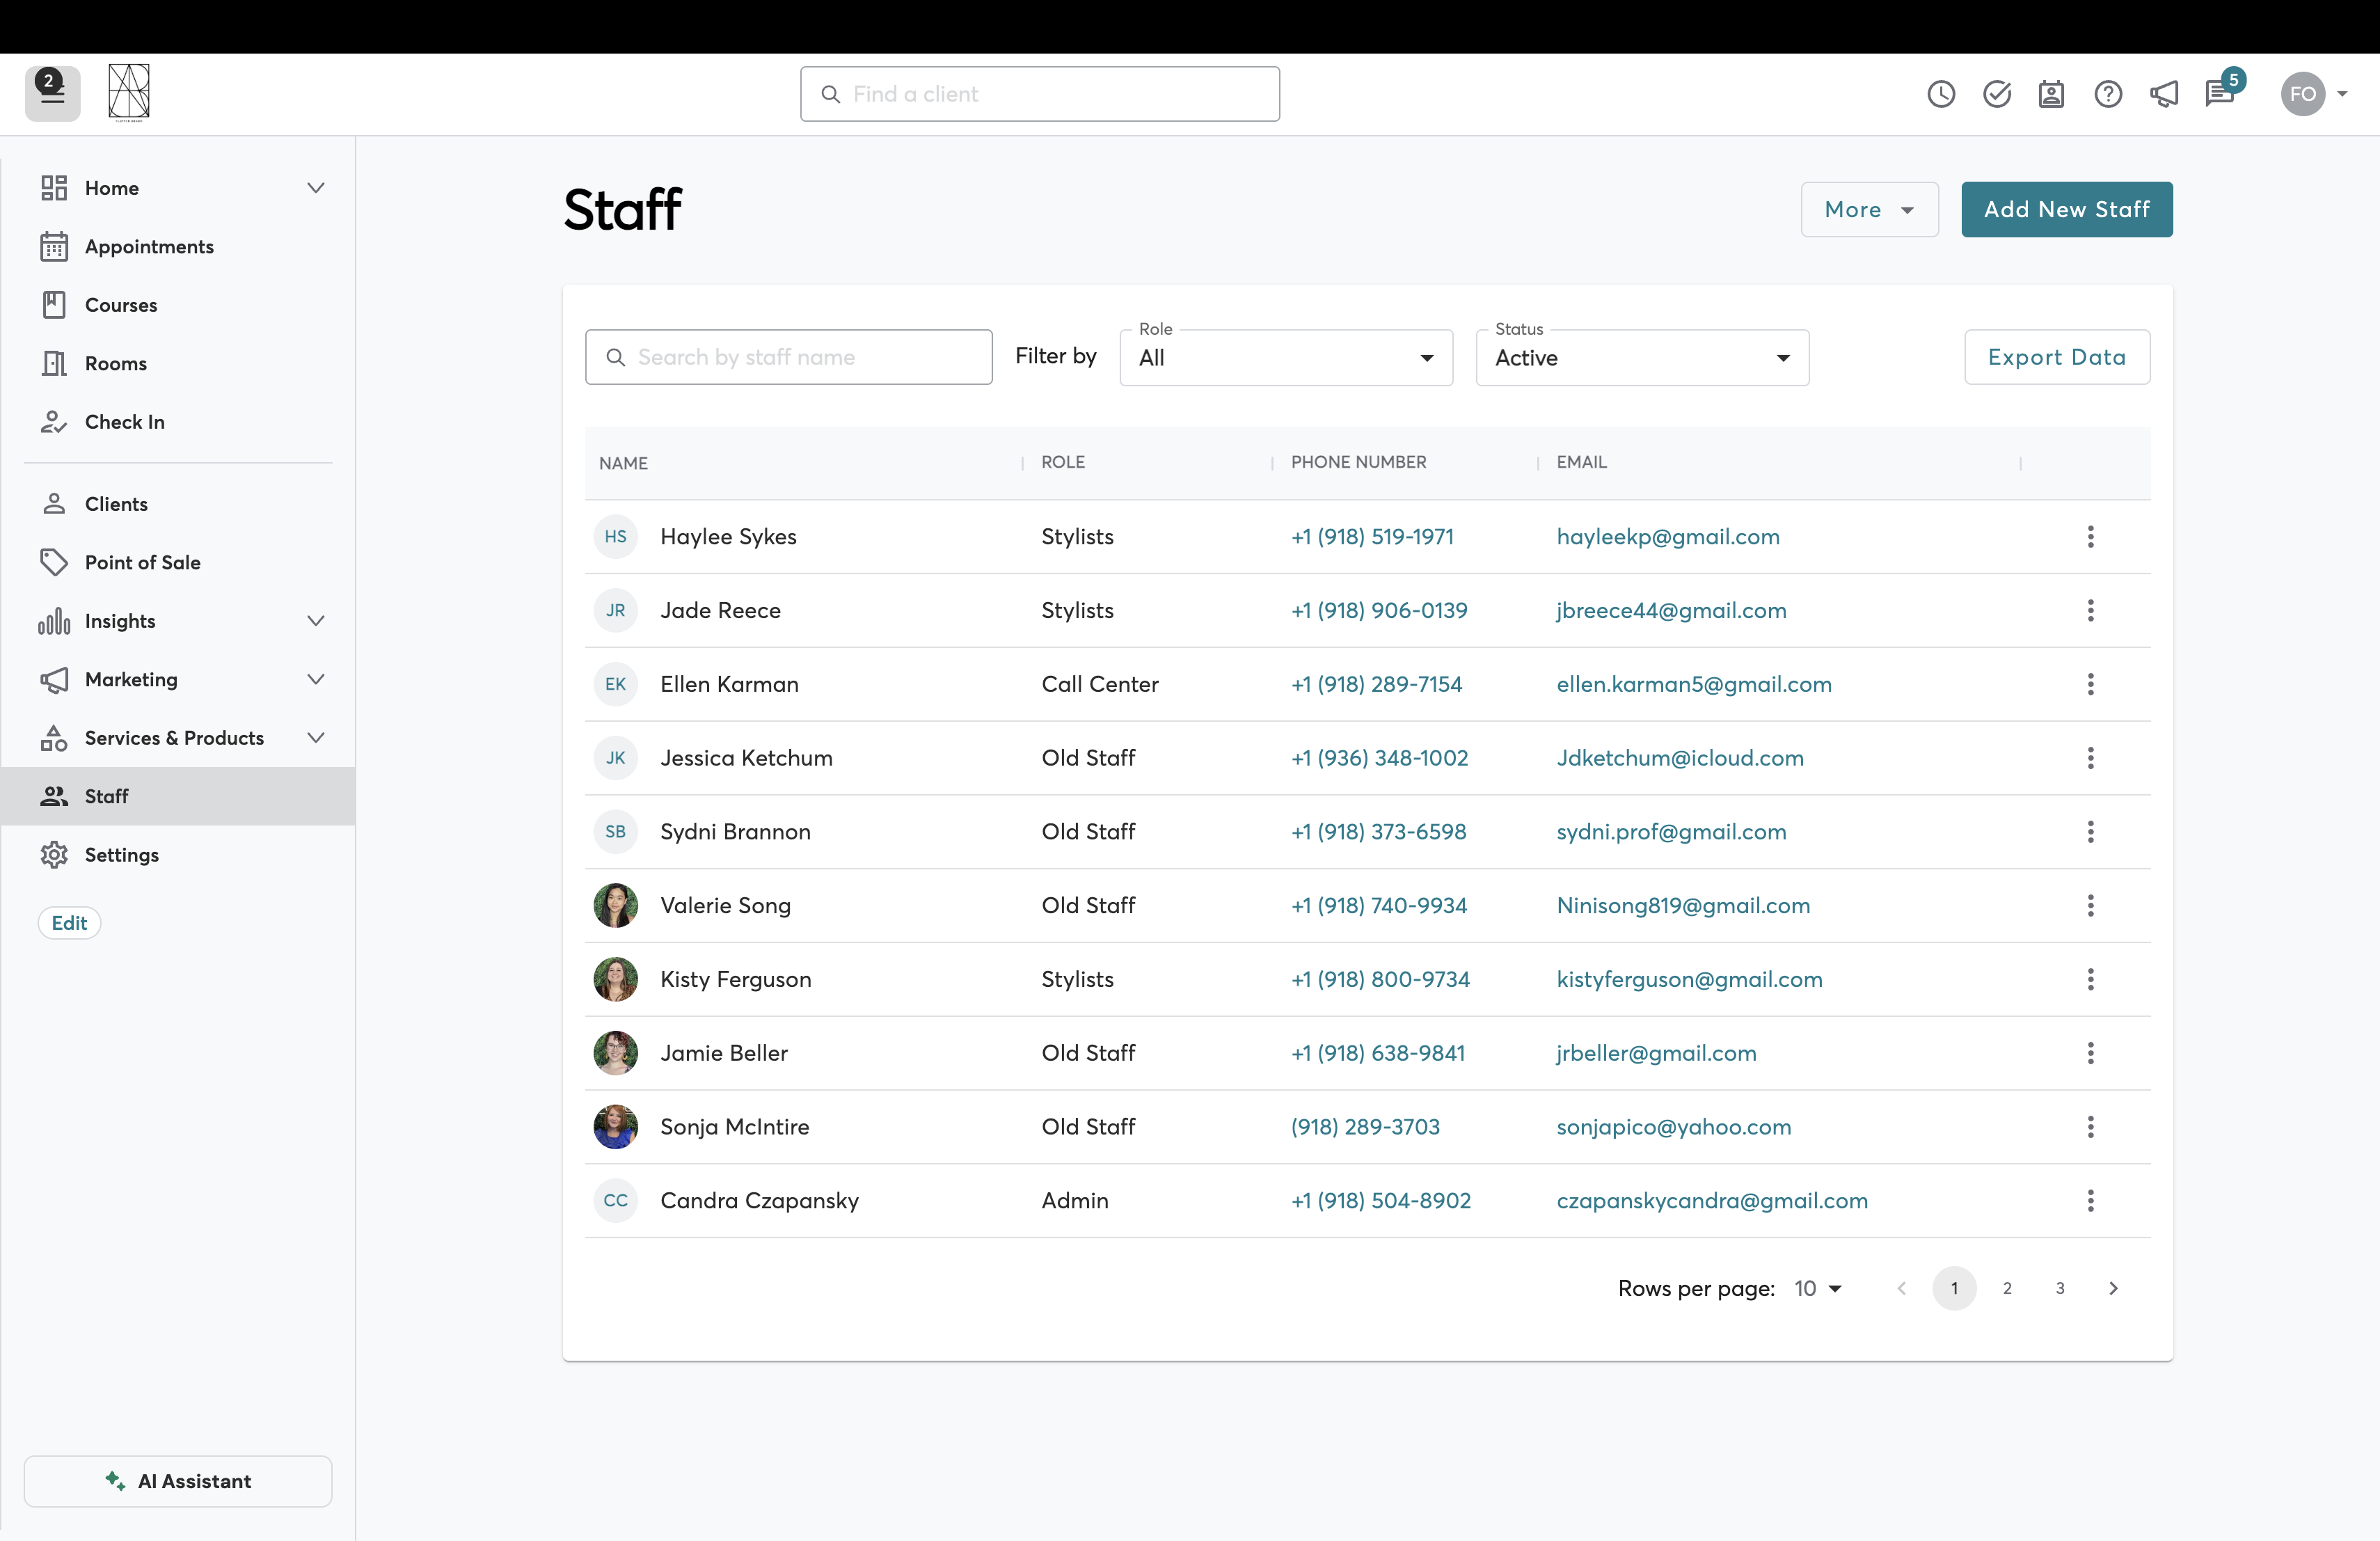 2
Find a client
5
FO
Home
Appointments
Courses
Rooms
Check In
Clients
Point of Sale
Insights
Marketing
Services & Products
Staff
Settings
Edit
AI Assistant
Staff
More
Add New Staff
Search by staff name
Filter by
Role
All
Status
Active
Export Data
NAME ROLE PHONE NUMBER EMAIL
HS Haylee Sykes Stylists +1 (918) 519-1971 hayleekp@gmail.com
JR Jade Reece Stylists +1 (918) 906-0139 jbreece44@gmail.com
EK Ellen Karman Call Center +1 (918) 289-7154 ellen.karman5@gmail.com
JK Jessica Ketchum Old Staff +1 (936) 348-1002 Jdketchum@icloud.com
SB Sydni Brannon Old Staff +1 (918) 373-6598 sydni.prof@gmail.com
Valerie Song Old Staff +1 (918) 740-9934 Ninisong819@gmail.com
Kisty Ferguson Stylists +1 (918) 800-9734 kistyferguson@gmail.com
Jamie Beller Old Staff +1 (918) 638-9841 jrbeller@gmail.com
Sonja McIntire Old Staff (918) 289-3703 sonjapico@yahoo.com
CC Candra Czapansky Admin +1 (918) 504-8902 czapanskycandra@gmail.com
Rows per page: 10 1 2 3